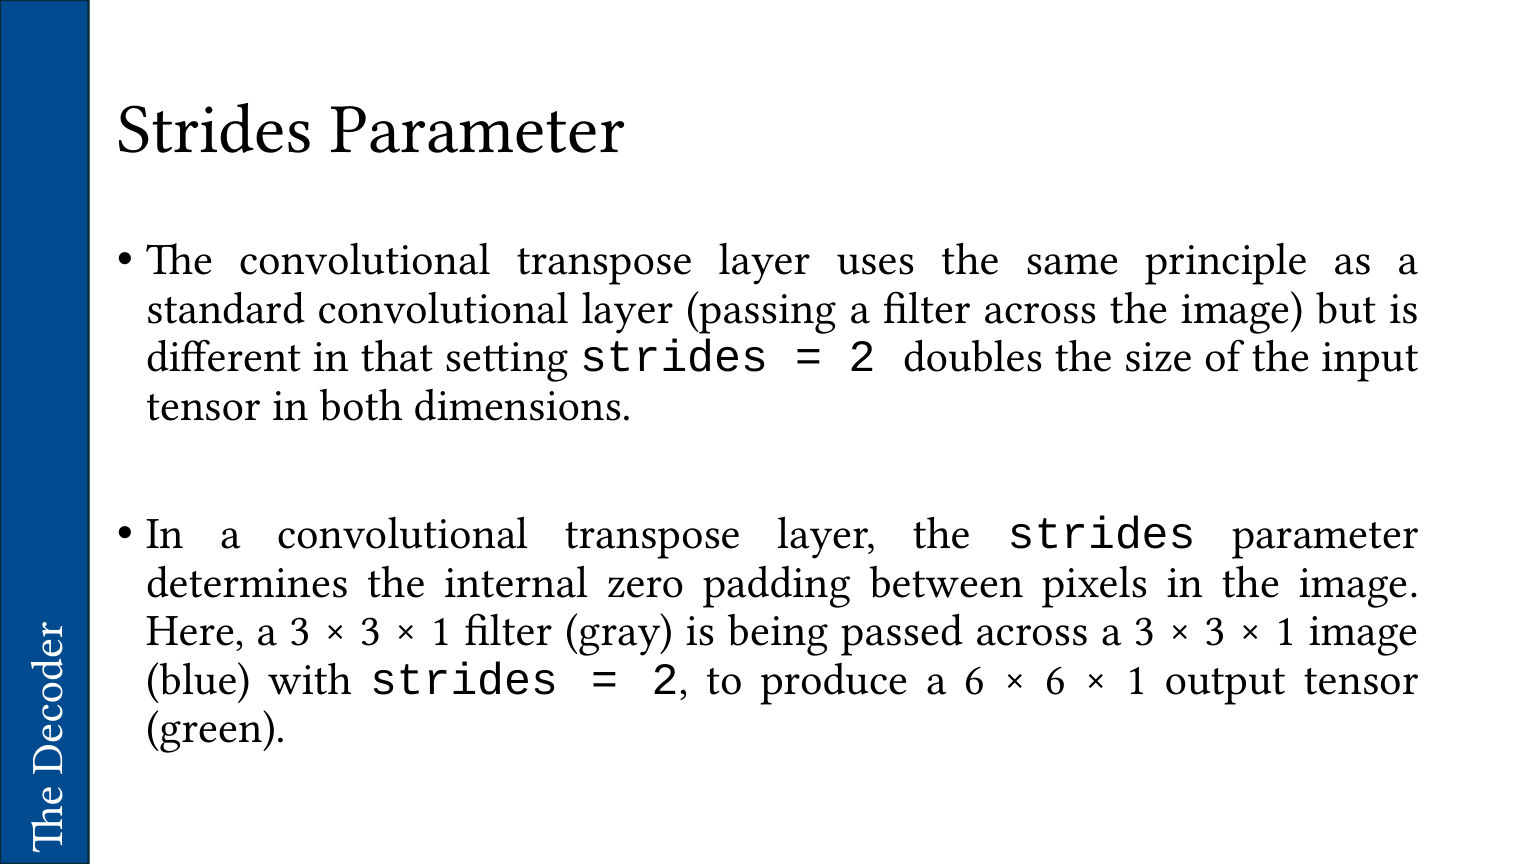 Strides Parameter
• The convolutional transpose layer uses the same principle as a
standard convolutional layer (passing a filter across the image) but is
different in that setting strides = 2 doubles the size of the input
tensor in both dimensions.
• In a convolutional transpose layer, the strides parameter
determines the internal zero padding between pixels in the image.
Here, a 3 × 3 × 1 filter (gray) is being passed across a 3 × 3 × 1 image
(blue) with strides = 2, to produce a 6 × 6 × 1 output tensor
(green).
The Decoder